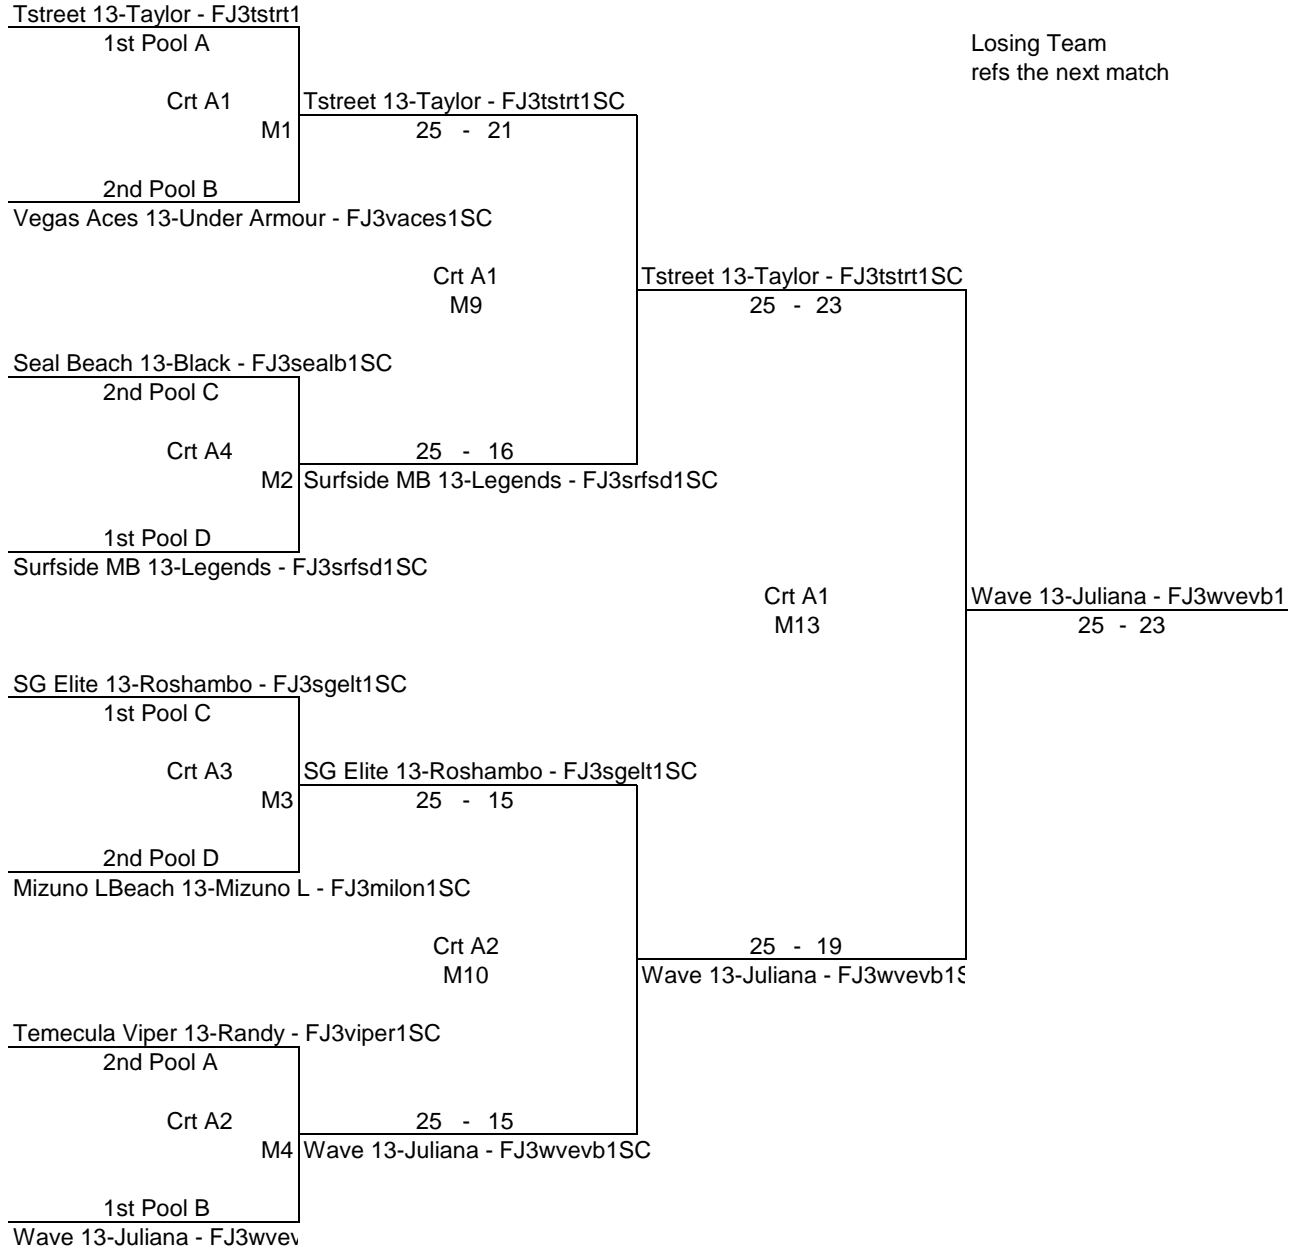 Tstreet 13-Taylor - FJ3tstrt1
1st Pool A
Losing Team
refs the next match
Crt A1
Tstreet 13-Taylor - FJ3tstrt1SC
M1
25 - 21
2nd Pool B
Vegas Aces 13-Under Armour - FJ3vaces1SC
Crt A1
Tstreet 13-Taylor - FJ3tstrt1SC
M9
25 - 23
Seal Beach 13-Black - FJ3sealb1SC
2nd Pool C
Crt A4
25 - 16
M2
Surfside MB 13-Legends - FJ3srfsd1SC
1st Pool D
Surfside MB 13-Legends - FJ3srfsd1SC
Crt A1
Wave 13-Juliana - FJ3wvevb1
M13
25 - 23
SG Elite 13-Roshambo - FJ3sgelt1SC
1st Pool C
Crt A3
SG Elite 13-Roshambo - FJ3sgelt1SC
M3
25 - 15
2nd Pool D
Mizuno LBeach 13-Mizuno L - FJ3milon1SC
Crt A2
25 - 19
M10
Wave 13-Juliana - FJ3wvevb1S
Temecula Viper 13-Randy - FJ3viper1SC
2nd Pool A
Crt A2
25 - 15
M4
Wave 13-Juliana - FJ3wvevb1SC
1st Pool B
Wave 13-Juliana - FJ3wvev